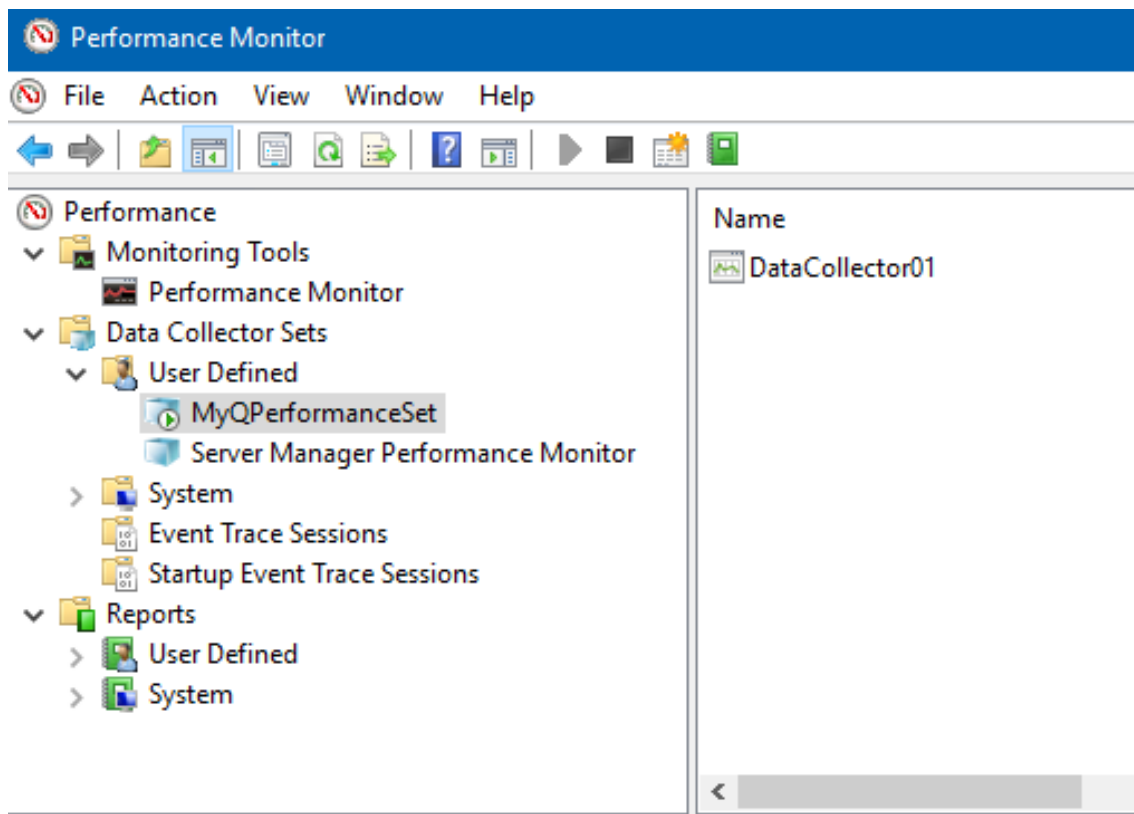 Performance Monitor
File Action View Window Help
Performance
Monitoring Tools
Performance Monitor
Data Collector Sets
User Defined
MyQPerformanceSet
Server Manager Performance Monitor
System
Event Trace Sessions
Startup Event Trace Sessions
Reports
User Defined
System
Name
DataCollector01